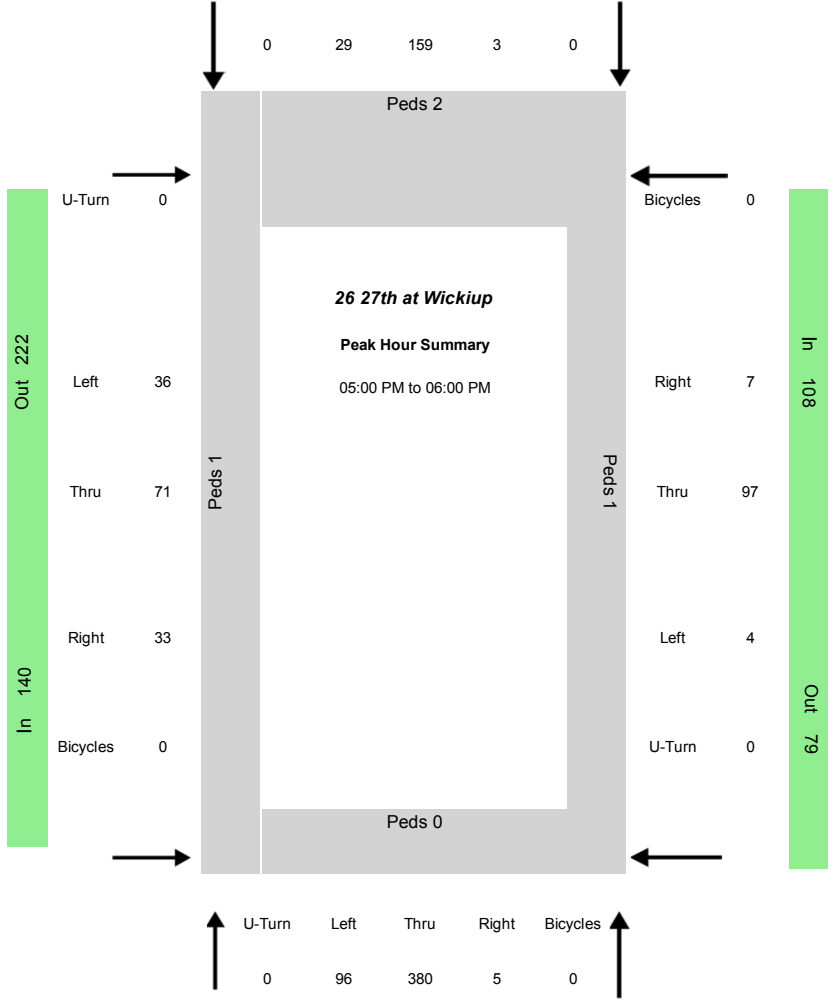 0 29 159 3 0
Peds 2
U-Turn 0
Bicycles 0
26 27th at Wickiup
Peak Hour Summary
05:00 PM to 06:00 PM
Out 222
Left 36
Right 7
In 108
Peds 1
Thru 71
Peds 1
Thru 97
Right 33
Left 4
In 140
Out 79
Bicycles 0
U-Turn 0
Peds 0
U-Turn Left Thru Right Bicycles
0 96 380 5 0